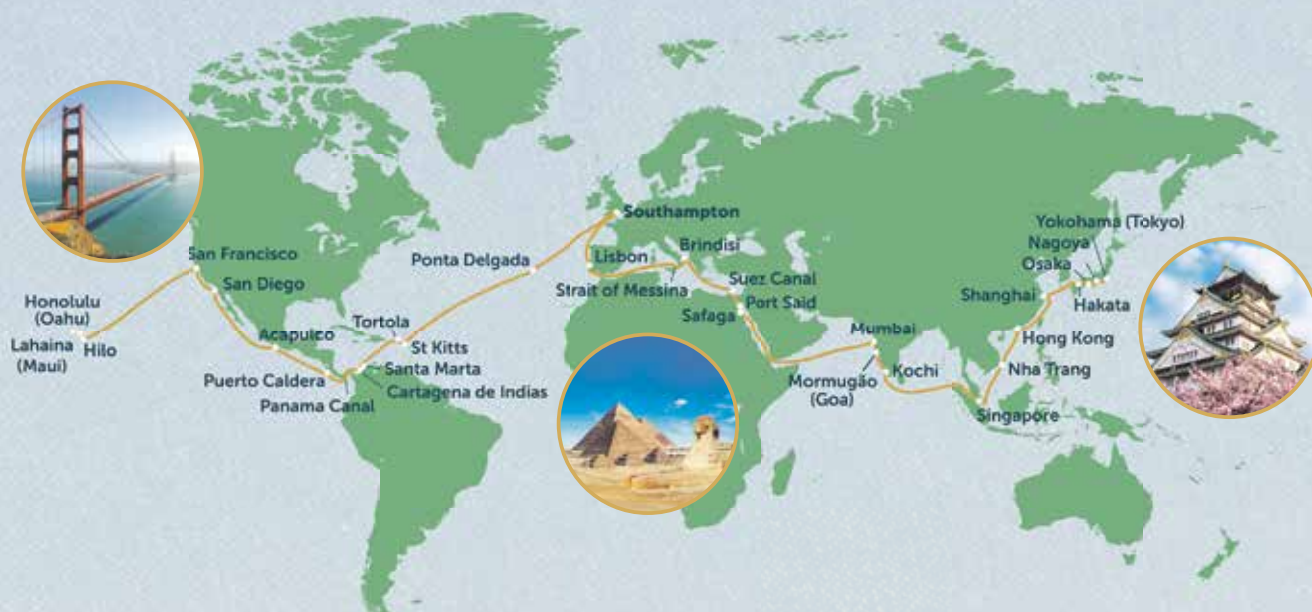 Southampton
Yokohama (Tokyo)
Nagoya
Brindisi
San Francisco
Ponta Delgada
Lisbon
Osaka
San Diego
Suez Canal
Strait of Messina
Shanghai
Hakata
Honolulu
(Oahu)
Port Said
Safaga
Tortola
Mumbai
Acapulco
Hong Kong
Lahaina
(Maui)
Hilo
St Kitts
Santa Marta
Nha Trang
Kochi
Puerto Caldera
Mormugão
(Goa)
Cartagena de Indias
Panama Canal
Singapore